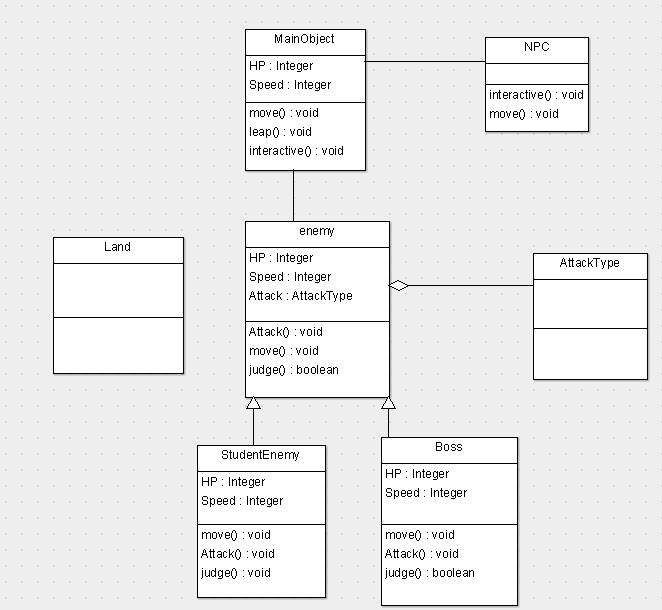 MainObject
HP : Integer
Speed : Integer
move() : void
leap() : void
interactive() : void
NPC
interactive() : void
move() : void
Land
enemy
HP : Integer
Speed : Integer
Attack : AttackType
Attack() : void
move() : void
judge() : boolean
AttackType
StudentEnemy
HP : Integer
Speed : Integer
move() : void
Attack() : void
judge() : void
Boss
HP : Integer
Speed : Integer
move() : void
Attack() : void
judge() : boolean